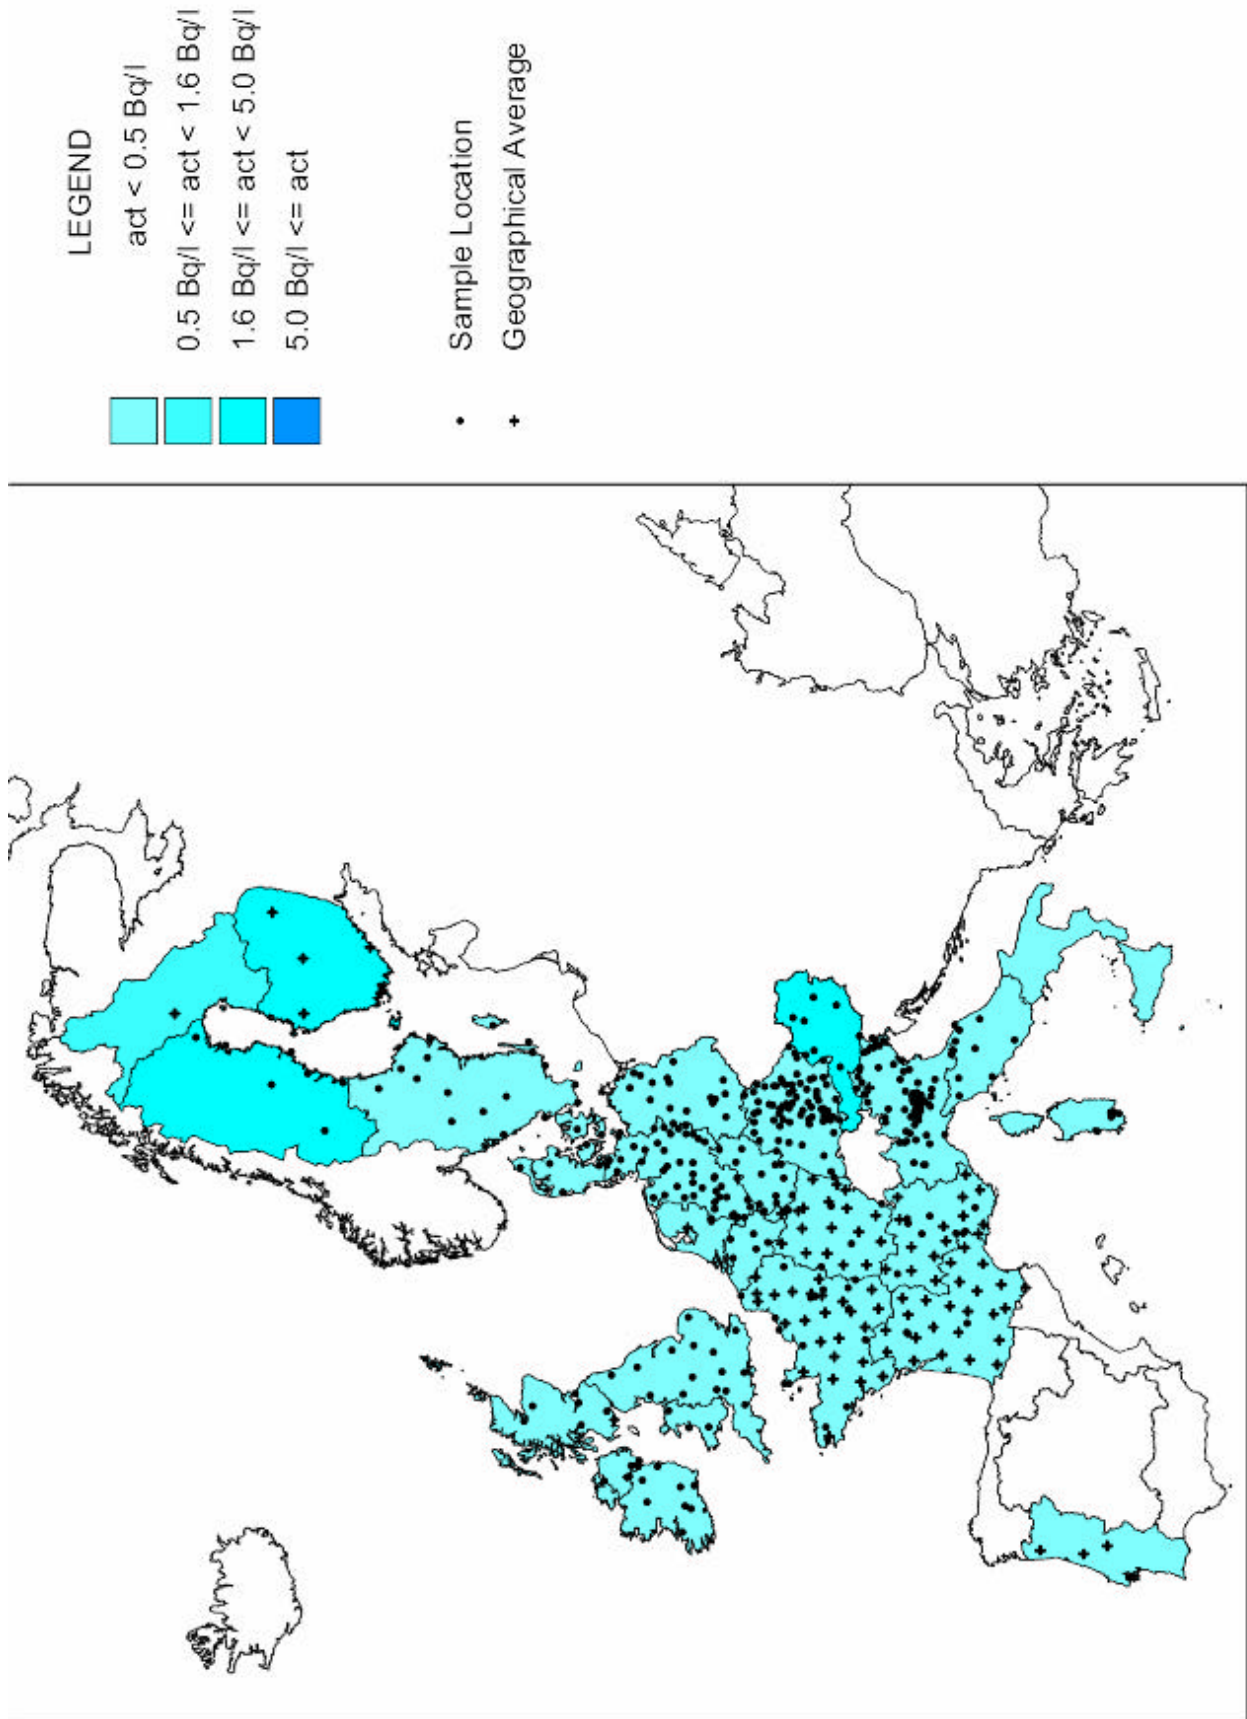 LEGEND
act < 0.5 Bq/l
0.5 Bq/l <= act < 1.6 Bq/l
1.6 Bq/l <= act < 5.0 Bq/l
5.0 Bq/l <= act
Sample Location
Geographical Average